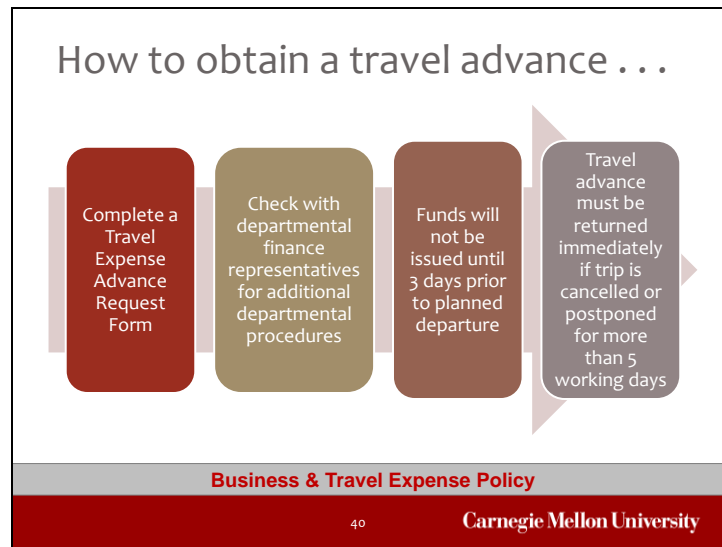 How to obtain a travel advance . . .
Complete a
Travel
Expense
Advance
Request
Form
Check with
departmental
finance
representatives
for additional
departmental
procedures
Funds will
not be
issued until
3 days prior
to planned
departure
Travel
advance
must be
returned
immediately
if trip is
cancelled or
postponed
for more
than 5
working days
Business & Travel Expense Policy
40
Carnegie Mellon University